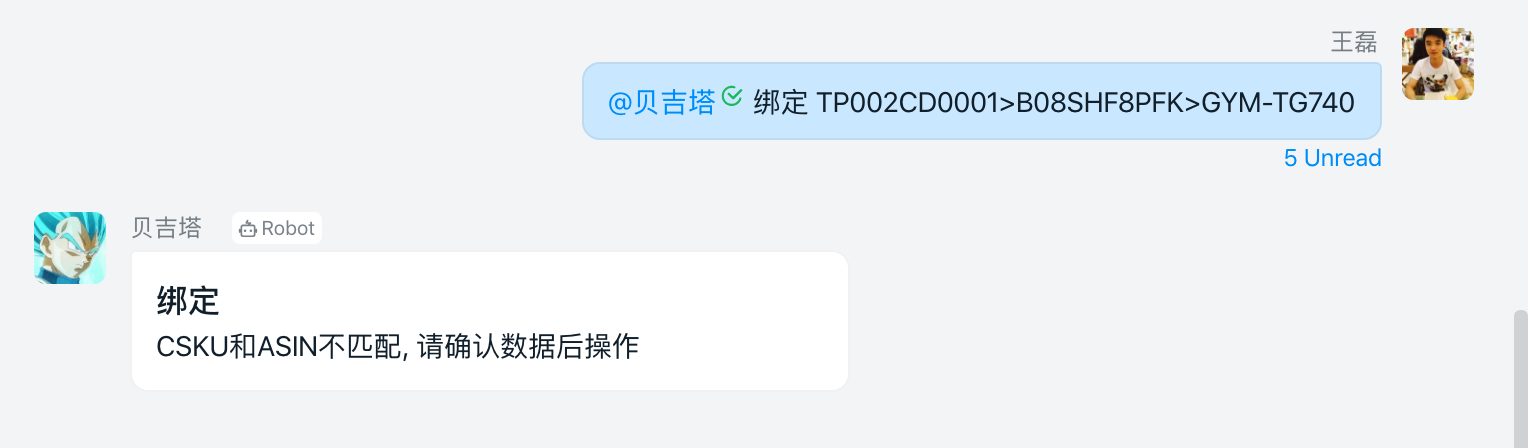 王磊
@贝吉塔 绑定 TP002CD0001>B08SHF8PFK>GYM-TG740
5 Unread
贝吉塔 Robot
绑定
CSKU和ASIN不匹配, 请确认数据后操作